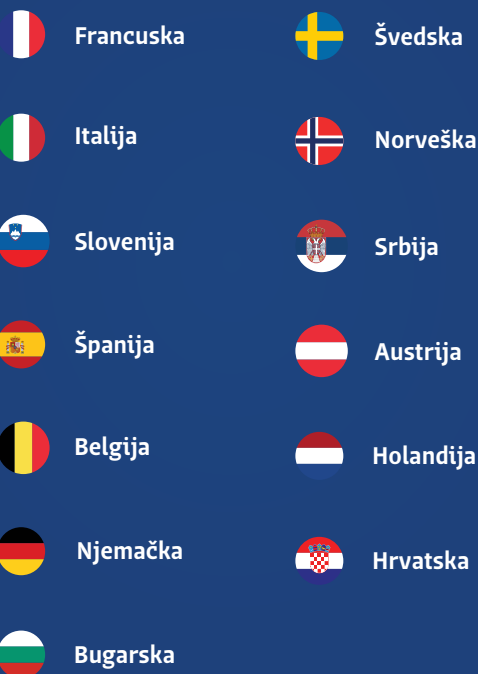 Francuska
Italija
Slovenija
Španija
Belgija
Njemačka
Bugarska
Švedska
Norveška
Srbija
Austrija
Holandija
Hrvatska